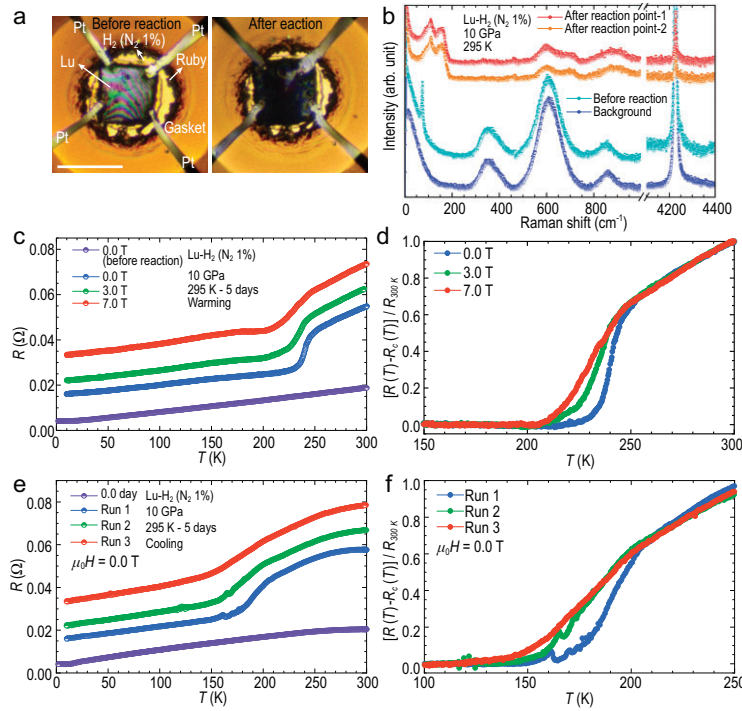 a
Before reaction
After eaction
Pt
H₂ (N₂ 1%)
Pt
Lu
Ruby
Pt
Gasket
Pt
b
Lu-H₂ (N₂ 1%)
10 GPa
295 K
After reaction point-1
After reaction point-2
Before reaction
Background
Intensity (arb. unit)
0 200 400 600 800 4200 4400
Raman shift (cm⁻¹)
c
0.0 T
(before reaction)
0.0 T
3.0 T
7.0 T
Lu-H₂ (N₂ 1%)
10 GPa
295 K - 5 days
Warming
0.08
0.06
0.04
0.02
0.00
R (Ω)
0 50 100 150 200 250 300
T (K)
d
0.0 T
3.0 T
7.0 T
1.0
0.8
0.6
0.4
0.2
0.0
[R (T)-R꜀ (T)] / R₃₀₀ K
150 200 250 300
T (K)
e
0.0 day
Run 1
Run 2
Run 3
μ₀H = 0.0 T
Lu-H₂ (N₂ 1%)
10 GPa
295 K - 5 days
Cooling
0.10
0.08
0.06
0.04
0.02
0.00
R (Ω)
0 50 100 150 200 250 300
T (K)
f
Run 1
Run 2
Run 3
μ₀H = 0.0 T
1.0
0.8
0.6
0.4
0.2
0.0
[R (T)-R꜀ (T)] / R₃₀₀ K
100 150 200 250
T (K)